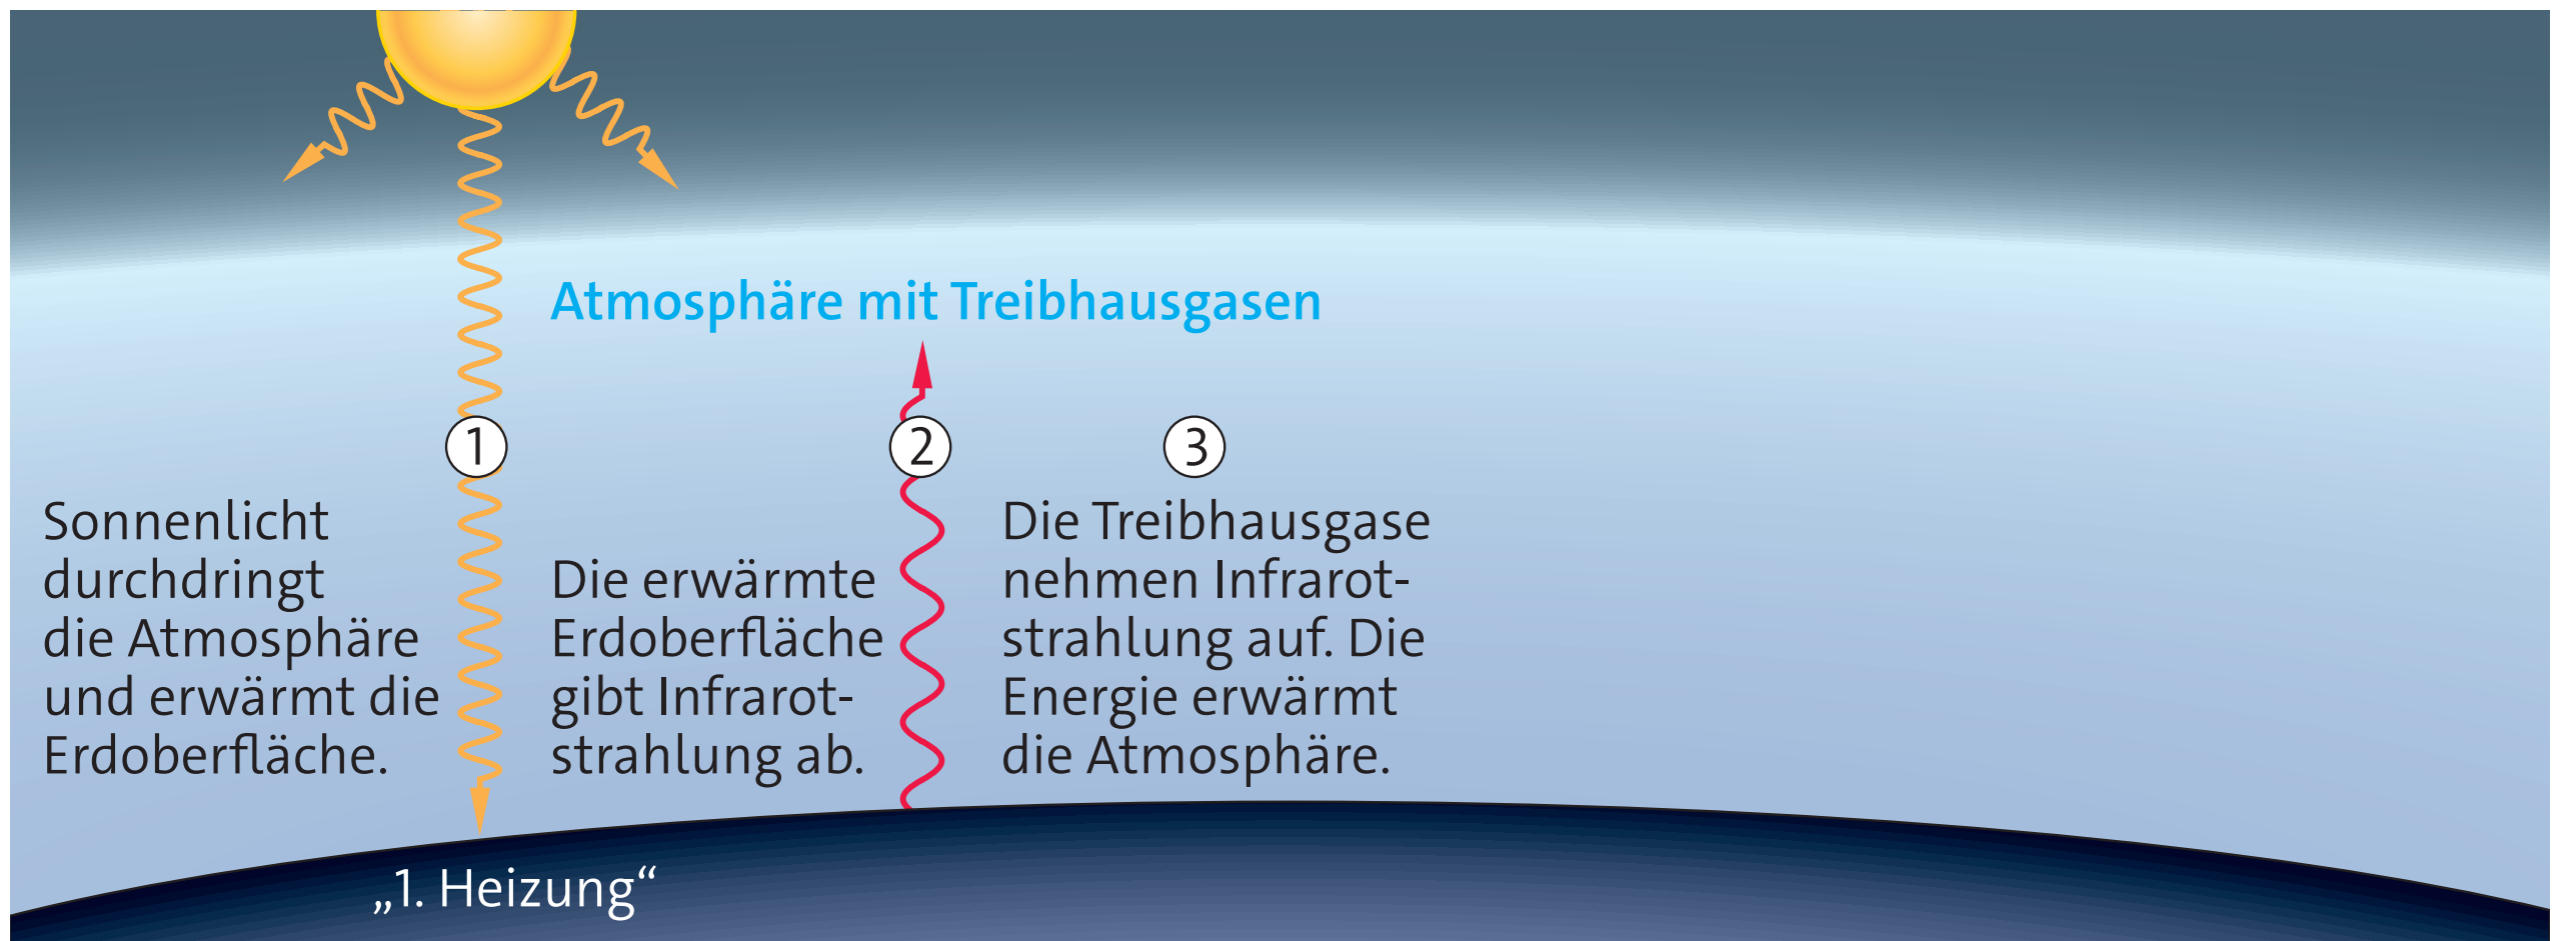 Atmosphäre mit Treibhausgasen
1
Sonnenlicht
durchdringt
die Atmosphäre
und erwärmt die
Erdoberfläche.
2
Die erwärmte
Erdoberfläche
gibt Infrarot-
strahlung ab.
3
Die Treibhausgase
nehmen Infrarot-
strahlung auf. Die
Energie erwärmt
die Atmosphäre.
„1. Heizung“